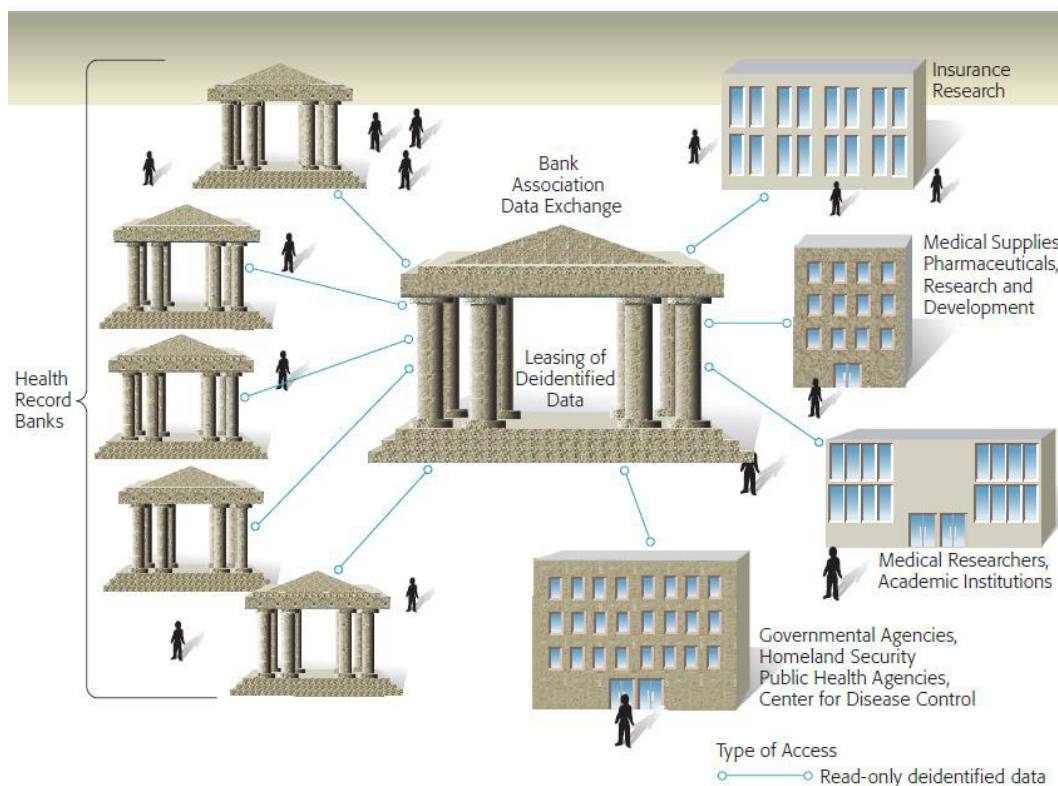 Insurance
Research
Bank
Association
Data Exchange
Medical Supplies
Pharmaceuticals,
Research and
Development
Leasing of
Deidentified
Data
Health
Record
Banks
Medical Researchers,
Academic Institutions
Governmental Agencies,
Homeland Security
Public Health Agencies,
Center for Disease Control
Type of Access
Read-only deidentified data